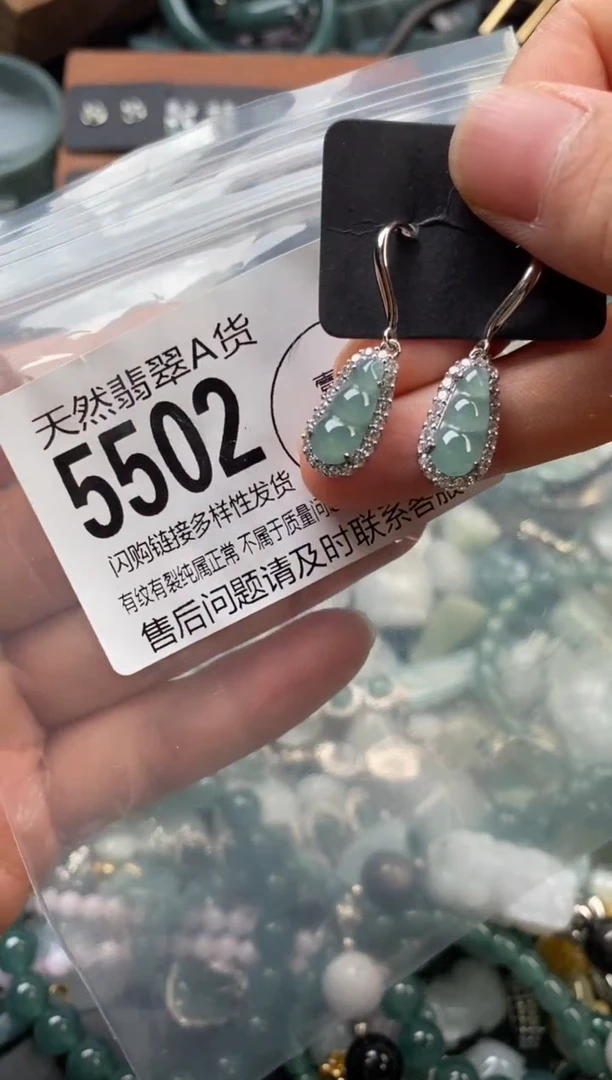 天然翡翠A货
5502
闪购链接多样性发货
有纹有裂纯属正常 不属于质量问
售后问题请及时联系客服